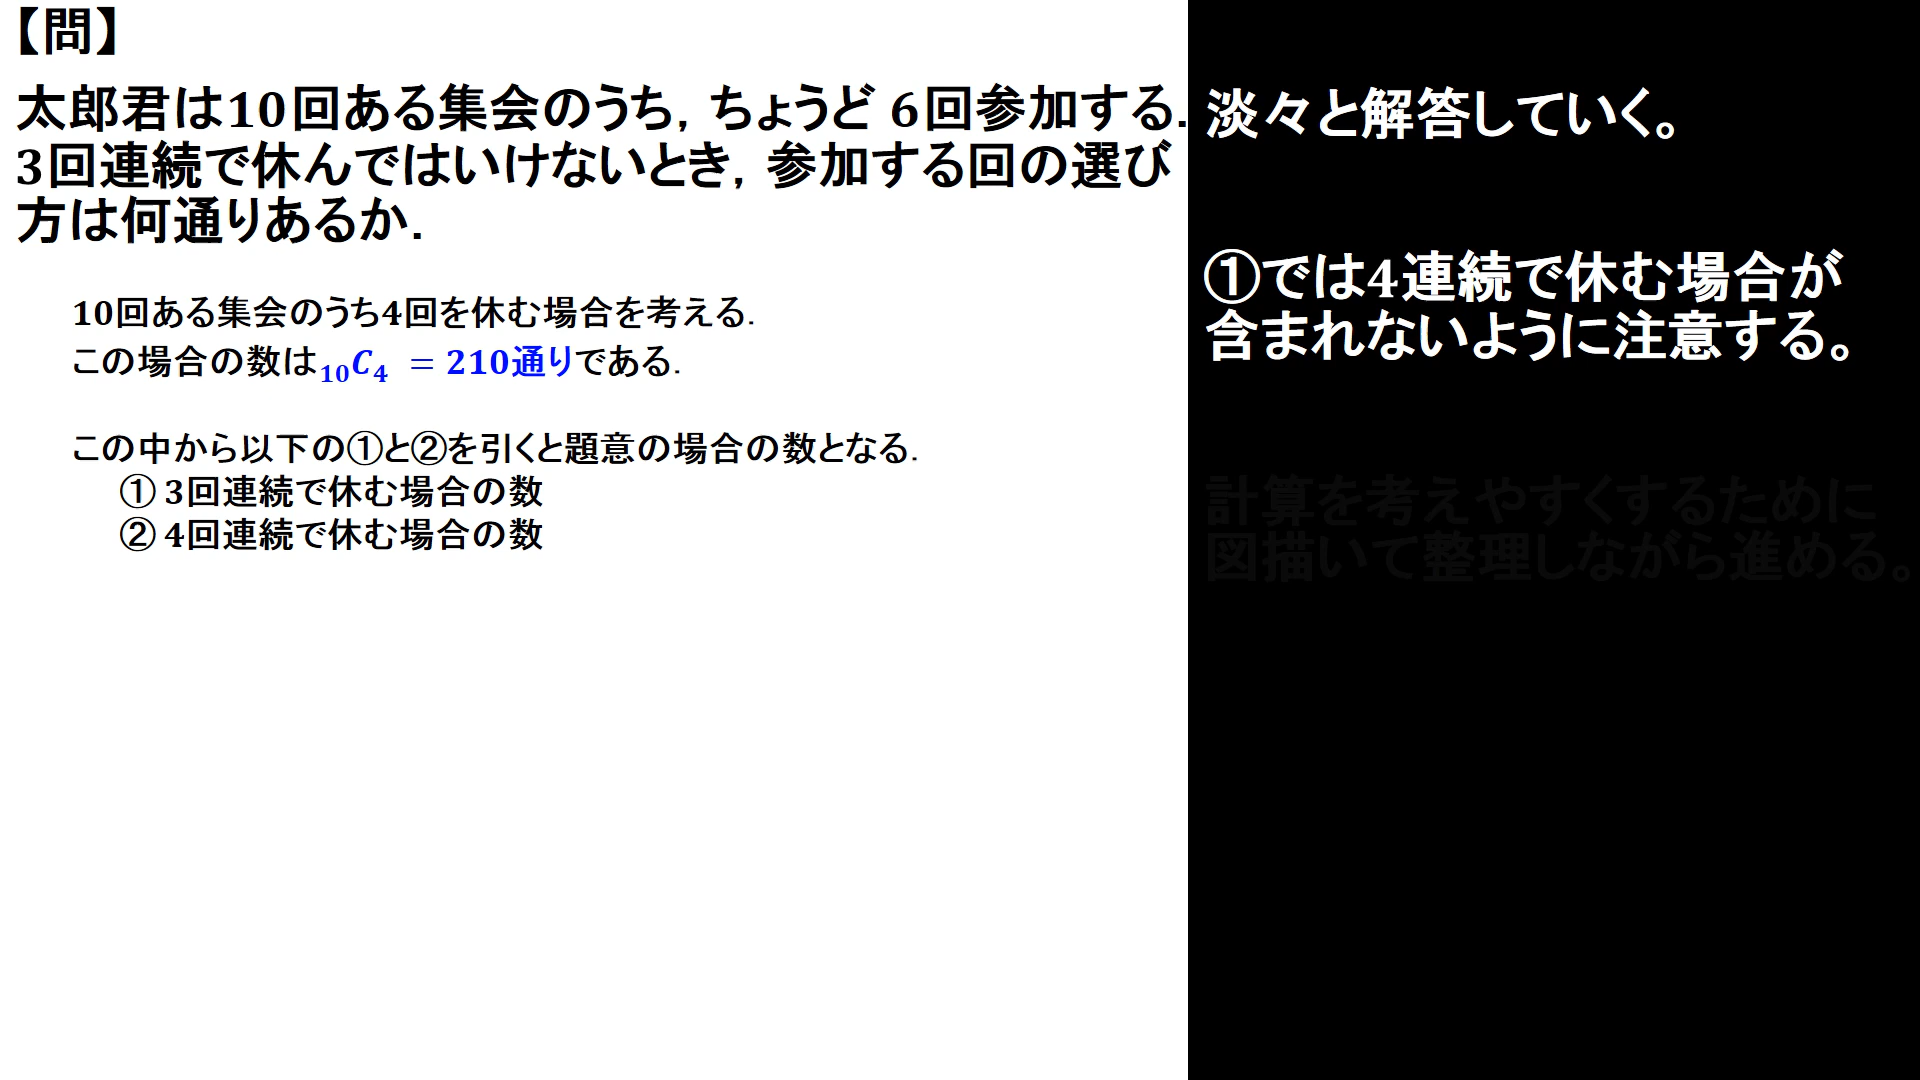 【問】
太郎君は10回ある集会のうち，ちょうど 6回参加する．
3回連続で休んではいけないとき，参加する回の選び
方は何通りあるか．
10回ある集会のうち4回を休む場合を考える．
この場合の数は₁₀C₄ ＝210通りである．
この中から以下の①と②を引くと題意の場合の数となる．
① 3回連続で休む場合の数
② 4回連続で休む場合の数
淡々と解答していく。
①では4連続で休む場合が
含まれないように注意する。
計算を考えやすくするために
図描いて整理しながら進める。